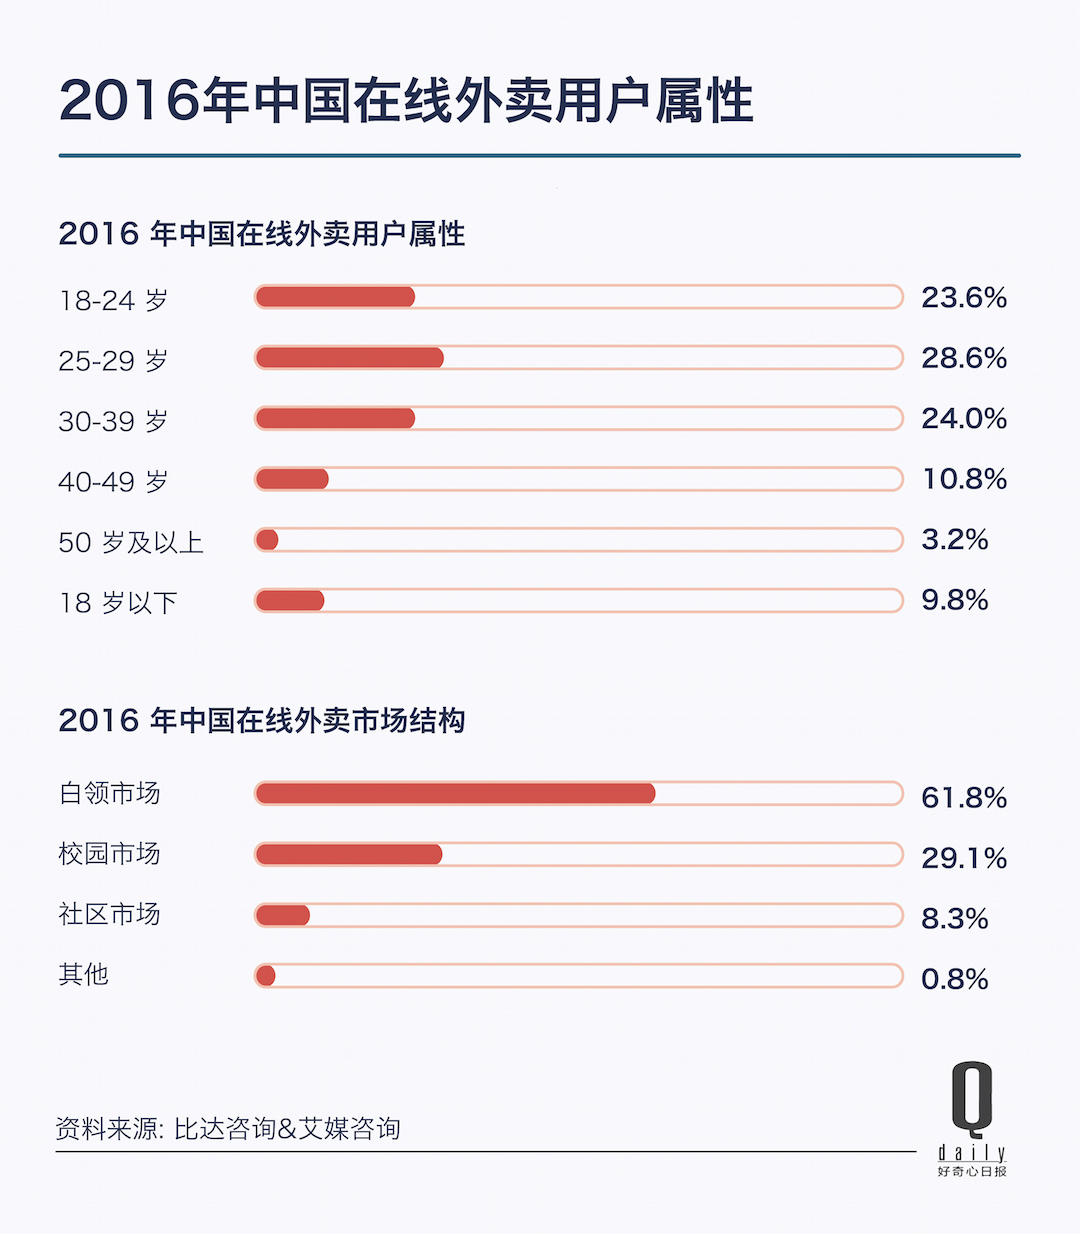 2016年中国在线外卖用户属性
2016 年中国在线外卖用户属性
18-24 岁 23.6%
25-29 岁 28.6%
30-39 岁 24.0%
40-49 岁 10.8%
50 岁及以上 3.2%
18 岁以下 9.8%
2016 年中国在线外卖市场结构
白领市场 61.8%
校园市场 29.1%
社区市场 8.3%
其他 0.8%
资料来源: 比达咨询&艾媒咨询
Q
daily
好奇心日报